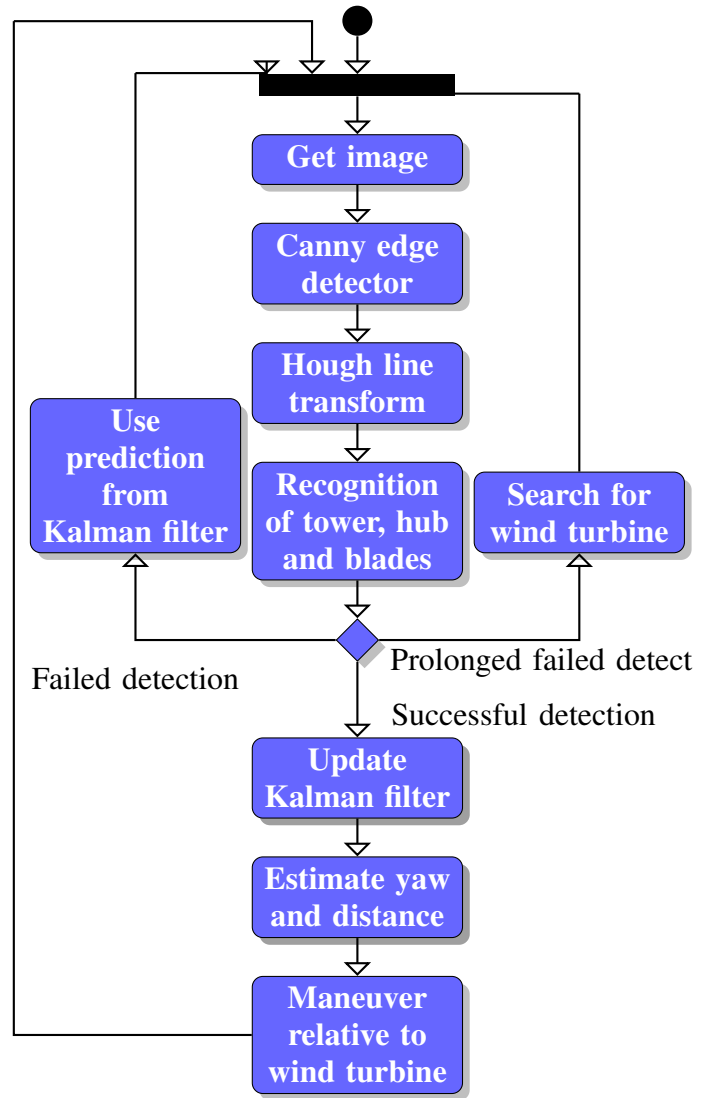 Get image
Canny edge
detector
Hough line
transform
Use
prediction
from
Kalman filter
Recognition
of tower, hub
and blades
Search for
wind turbine
Failed detection
Prolonged failed detect
Successful detection
Update
Kalman filter
Estimate yaw
and distance
Maneuver
relative to
wind turbine